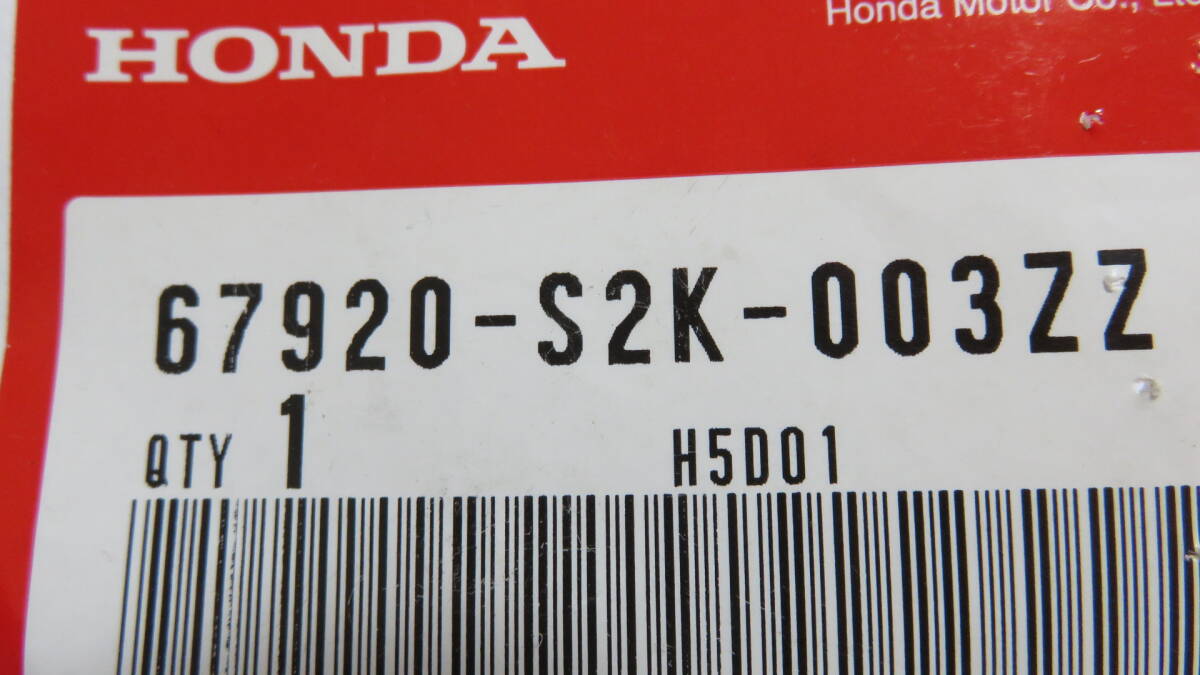 Honda Motor Co., Ltd
HONDA
67920-S2K-003ZZ
QTY 1 H5D01